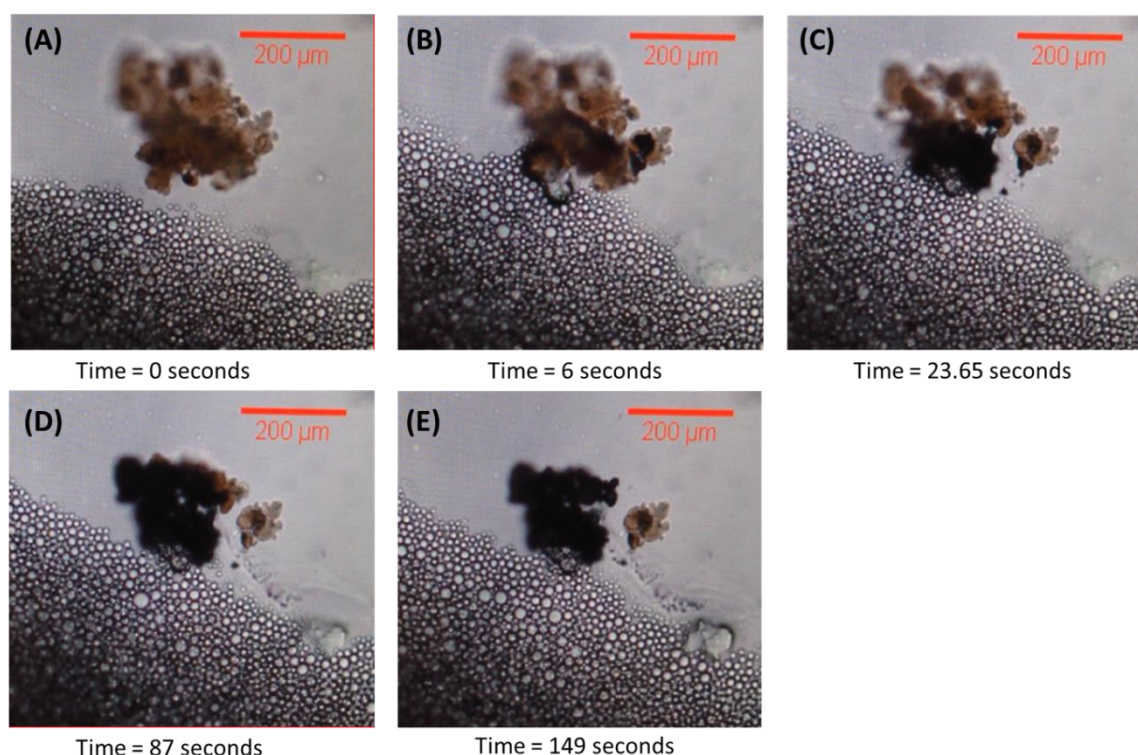 (A)
200 µm
(B)
200 µm
(C)
200 µm
Time = 0 seconds
Time = 6 seconds
Time = 23.65 seconds
(D)
200 µm
(E)
200 µm
Time = 87 seconds
Time = 149 seconds